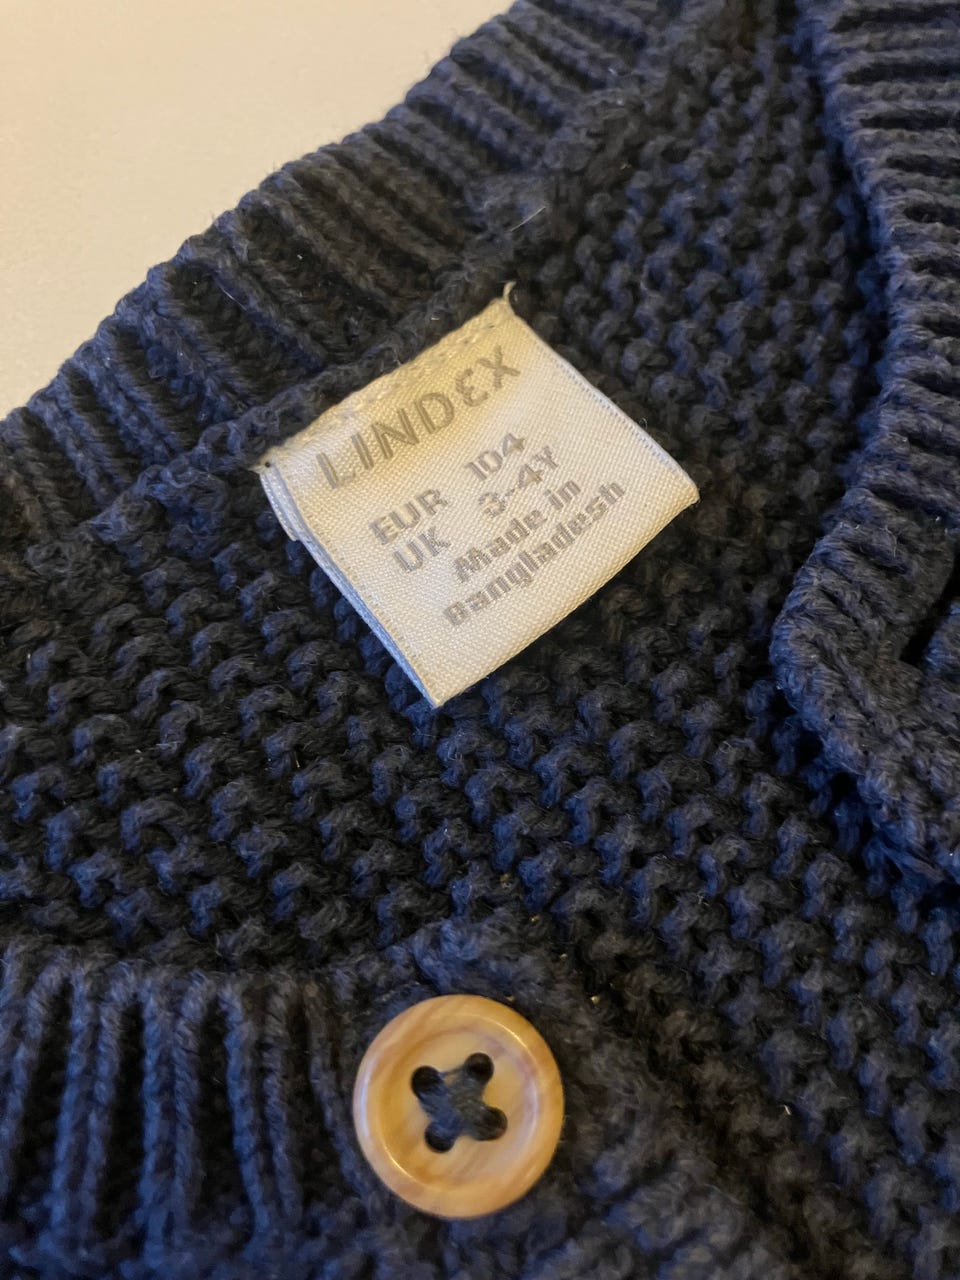 LINDEX
EUR 104
UK 3-4Y
Made in
Bangladesh